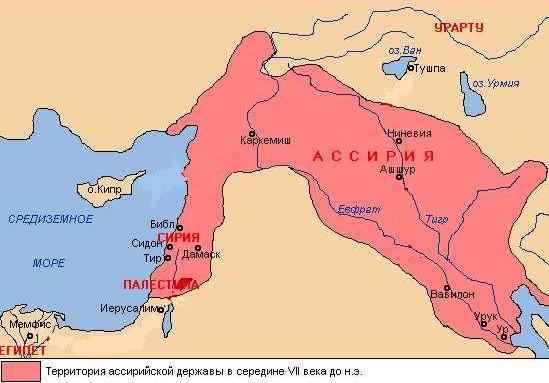 УРАРТУ
оз.Ван
Тушпа
оз.Урмия
Каркемиш
Ниневия
АССИРИЯ
Ашшур
о.Кипр
Евфрат
Тигр
СРЕДИЗЕМНОЕ
МОРЕ
Библ
СИРИЯ
Сидон
Дамаск
Тир
ПАЛЕСТИНА
Вавилон
Иерусалим
Урук
Ур
Мемфис
ЕГИПЕТ
Территория ассирийской державы в середине VII века до н.э.